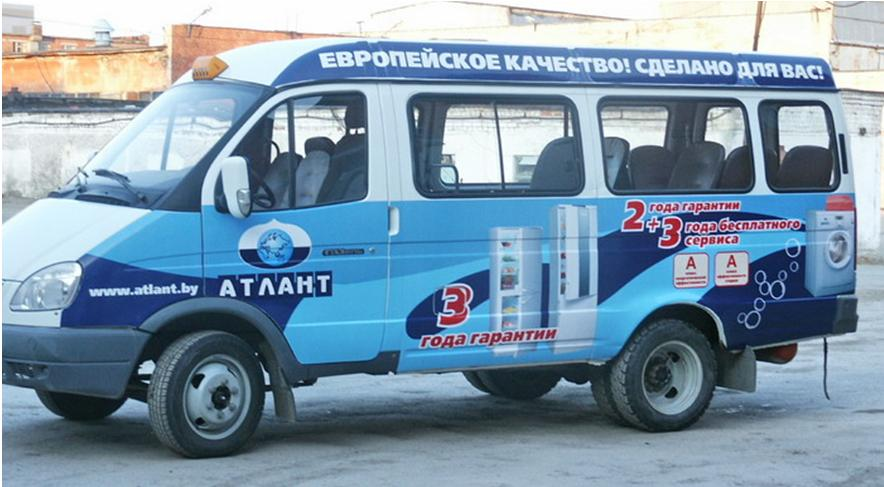 ЕВРОПЕЙСКОЕ КАЧЕСТВО! СДЕЛАНО ДЛЯ ВАС!
2 года гарантии
+3 года бесплатного
сервиса
А
А
www.atlant.by
АТЛАНТ
3
года гарантии